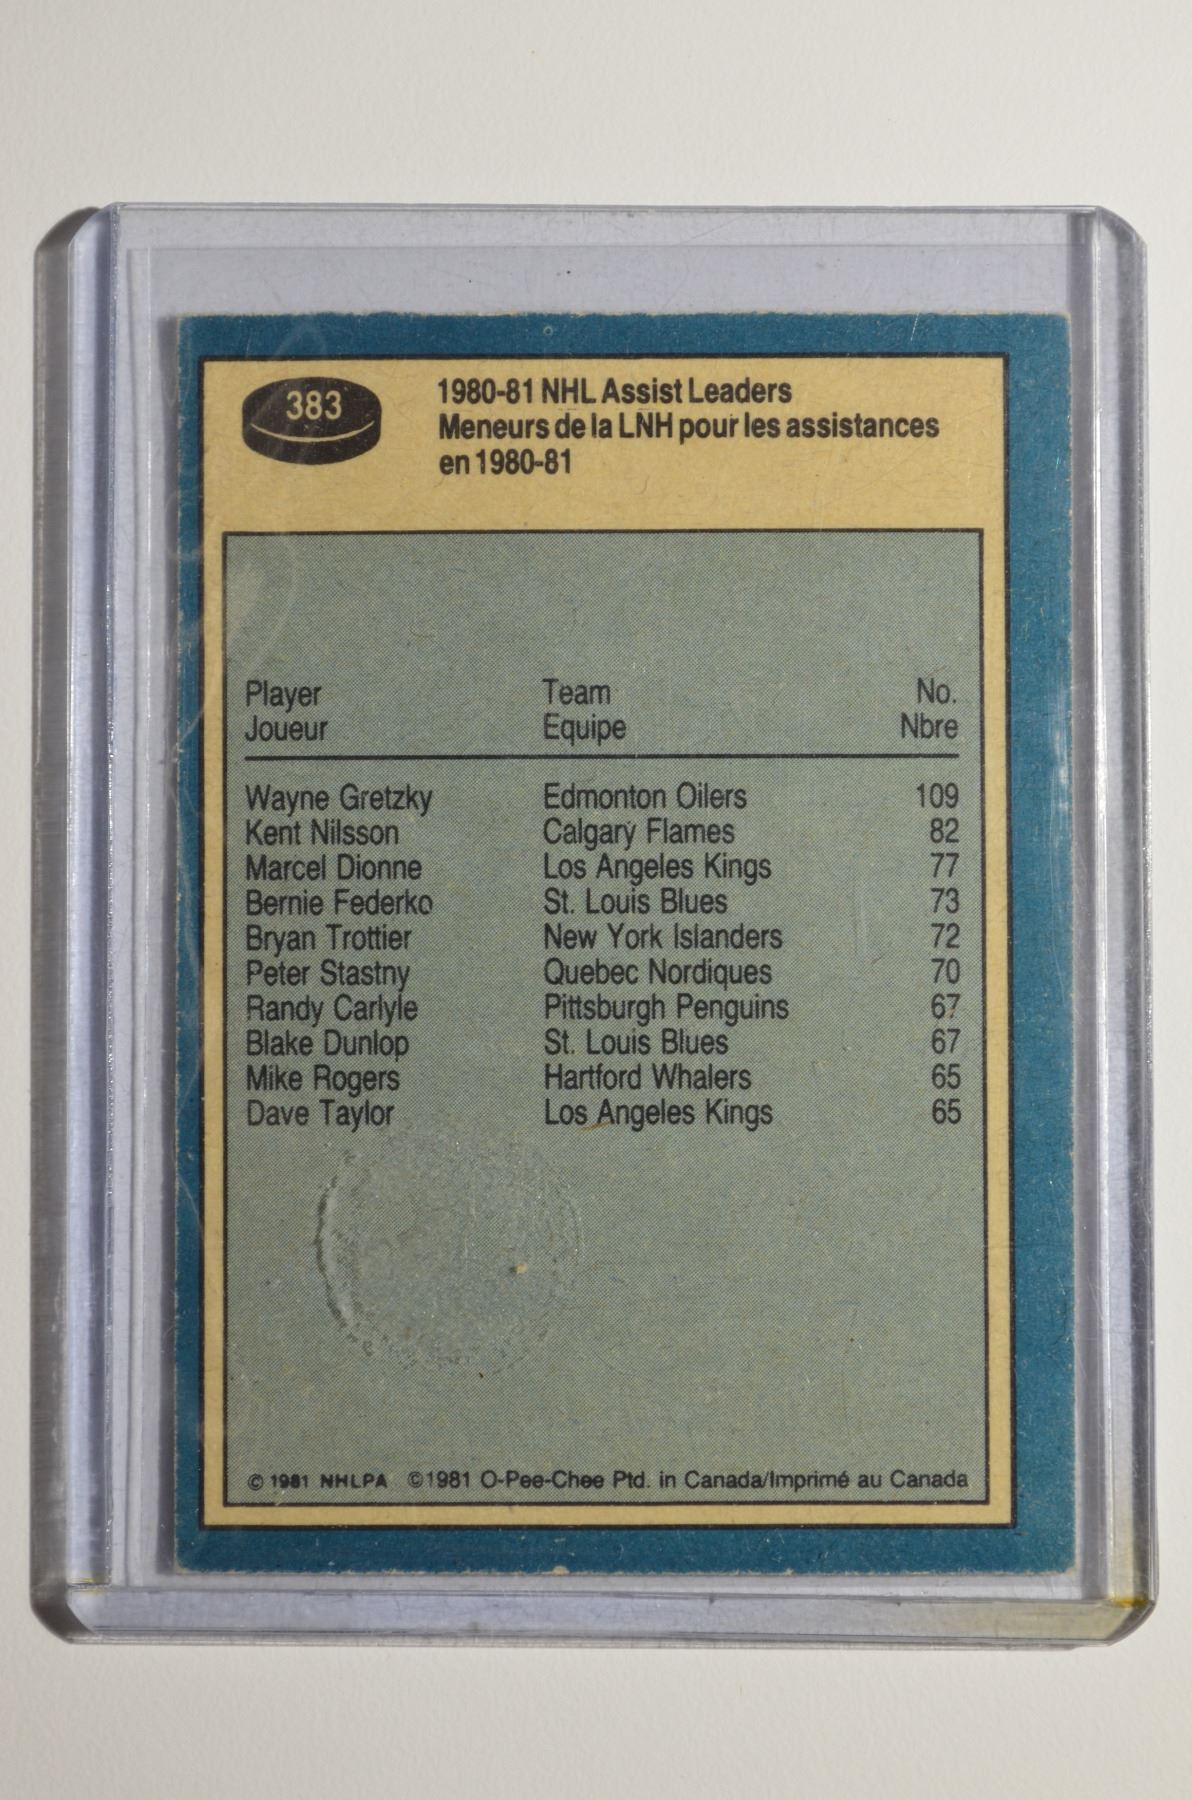 383
1980-81 NHL Assist Leaders
Meneurs de la LNH pour les assistances
en 1980-81
Player Team No.
Joueur Equipe Nbre
Wayne Gretzky Edmonton Oilers 109
Kent Nilsson Calgary Flames 82
Marcel Dionne Los Angeles Kings 77
Bernie Federko St. Louis Blues 73
Bryan Trottier New York Islanders 72
Peter Stastny Quebec Nordiques 70
Randy Carlyle Pittsburgh Penguins 67
Blake Dunlop St. Louis Blues 67
Mike Rogers Hartford Whalers 65
Dave Taylor Los Angeles Kings 65
© 1981 NHLPA ©1981 O-Pee-Chee Ptd. in Canada/Imprimé au Canada